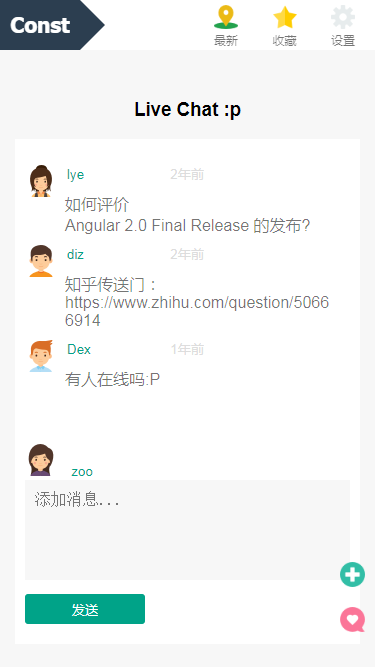 Const
最新
收藏
设置
Live Chat :p
lye 2年前
如何评价
Angular 2.0 Final Release 的发布?
diz 2年前
知乎传送门：
https://www.zhihu.com/question/5066
6914
Dex 1年前
有人在线吗:P
zoo
添加消息...
发送